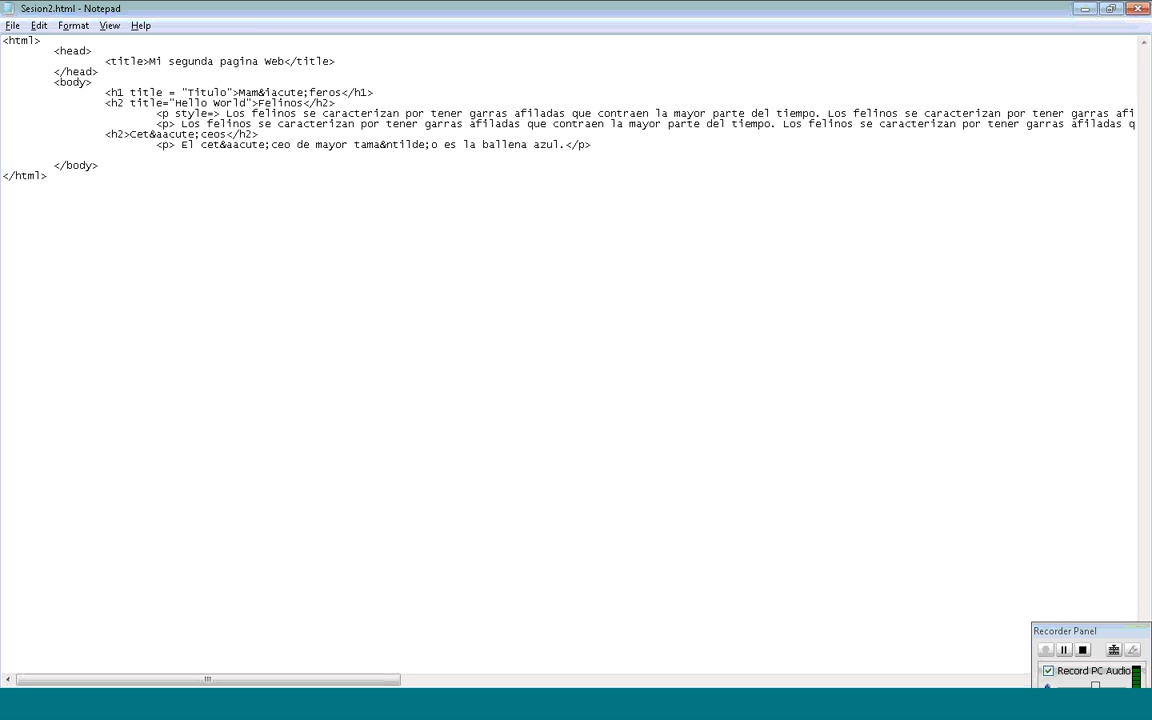 Sesion2.html - Notepad
File Edit Format View Help
<html>
<head>
<title>Mi segunda pagina Web</title>
</head>
<body>
<h1 title = "Titulo">Mam&iacute;feros</h1>
<h2 title="Hello World">Felinos</h2>
<p style=> Los felinos se caracterizan por tener garras afiladas que contraen la mayor parte del tiempo. Los felinos se caracterizan por tener garras afi
<p> Los felinos se caracterizan por tener garras afiladas que contraen la mayor parte del tiempo. Los felinos se caracterizan por tener garras afiladas q
<h2>Cet&aacute;ceos</h2>
<p> El cet&aacute;ceo de mayor tama&ntilde;o es la ballena azul.</p>
</body>
</html>
Recorder Panel
Record PC Audio